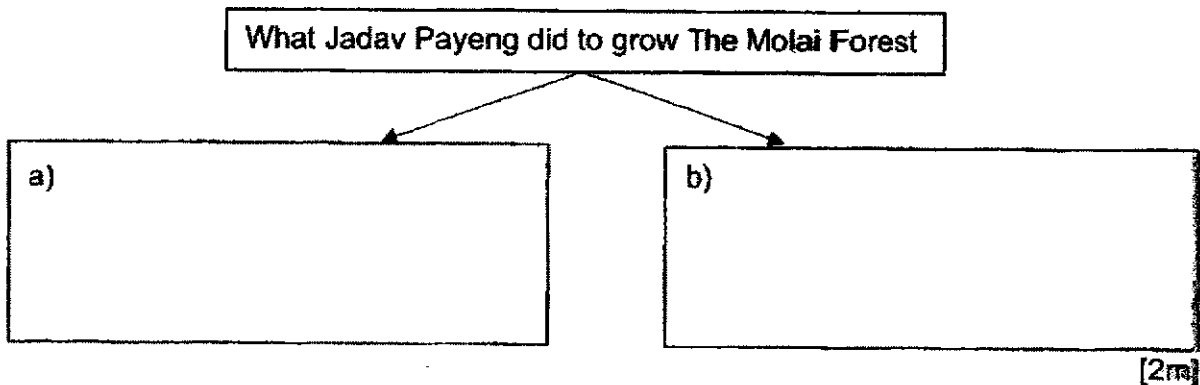 What Jadav Payeng did to grow The Molai Forest
a)
b)
[2m]